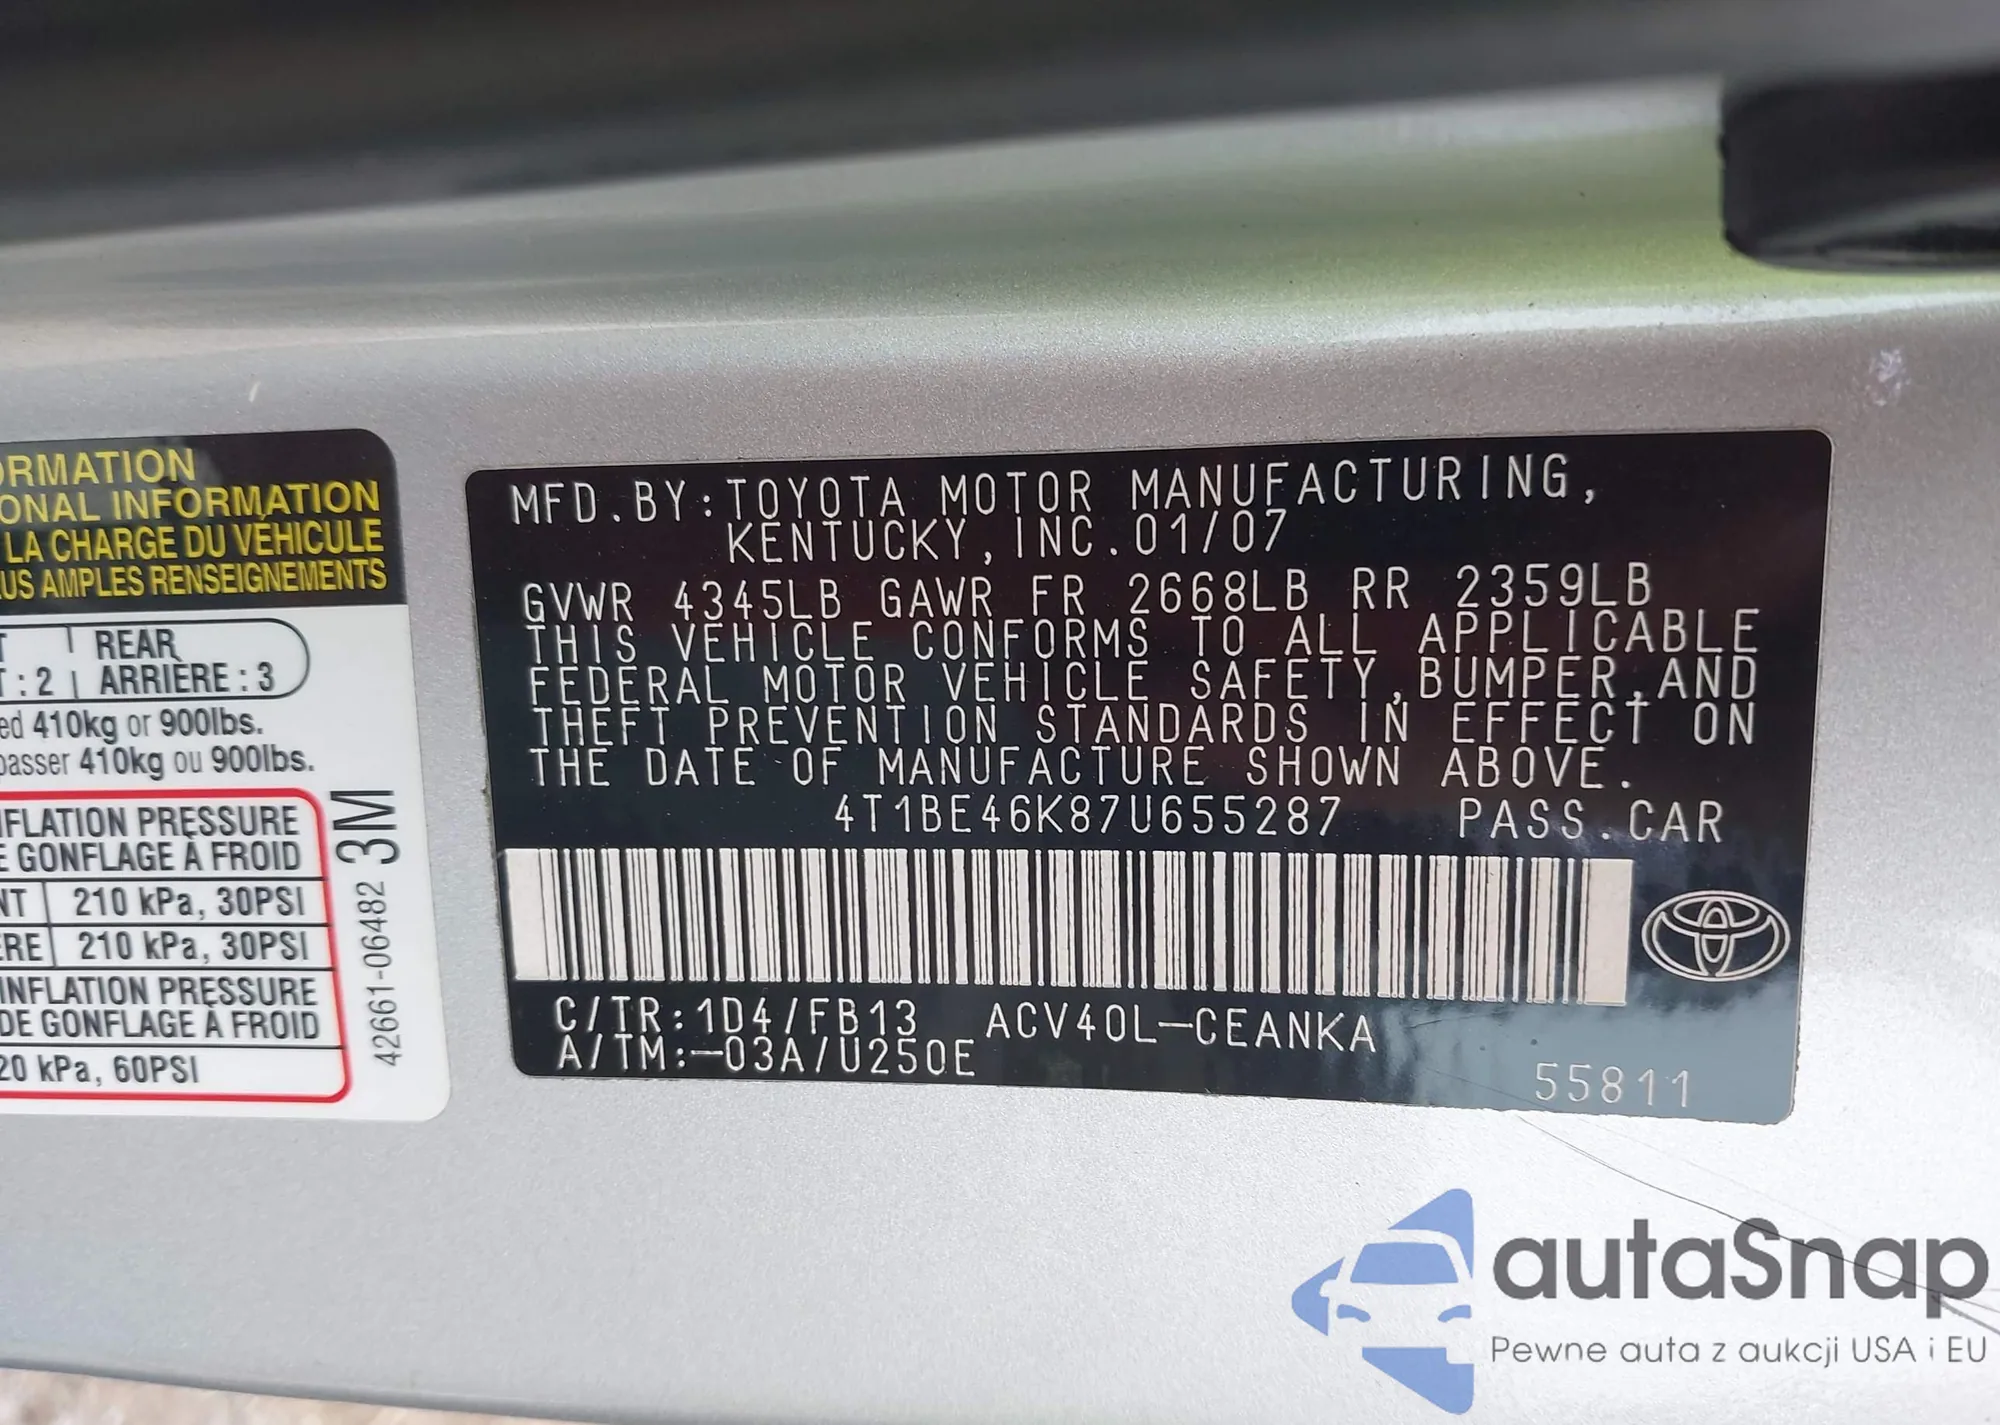 ORMATION
ONAL INFORMATION
LA CHARGE DU VÉHICULE
US AMPLES RENSEIGNEMENTS
REAR
: 2 ARRIÈRE : 3
410kg or 900lbs.
410kg ou 900lbs.
FLATION PRESSURE
GONFLAGE À FROID
NT 210 kPa, 30PSI
ERE 210 kPa, 30PSI
INFLATION PRESSURE
DE GONFLAGE À FROID
20 kPa, 60PSI
42661-06482 3M
MFD. BY: TOYOTA MOTOR MANUFACTURING,
KENTUCKY, INC. 01/07
GVWR 4345LB GAWR FR 2668LB RR 2359LB
THIS VEHICLE CONFORMS TO ALL APPLICABLE
FEDERAL MOTOR VEHICLE SAFETY, BUMPER, AND
THEFT PREVENTION STANDARDS IN EFFECT ON
THE DATE OF MANUFACTURE SHOWN ABOVE.
4T1BE46K87U655287 PASS. CAR
C/TR: 1D4/FB13 ACV40L-CEANKA
A/TM: -03A/U250E
55811
autaSnap
Pewne auta z aukcji USA i EU